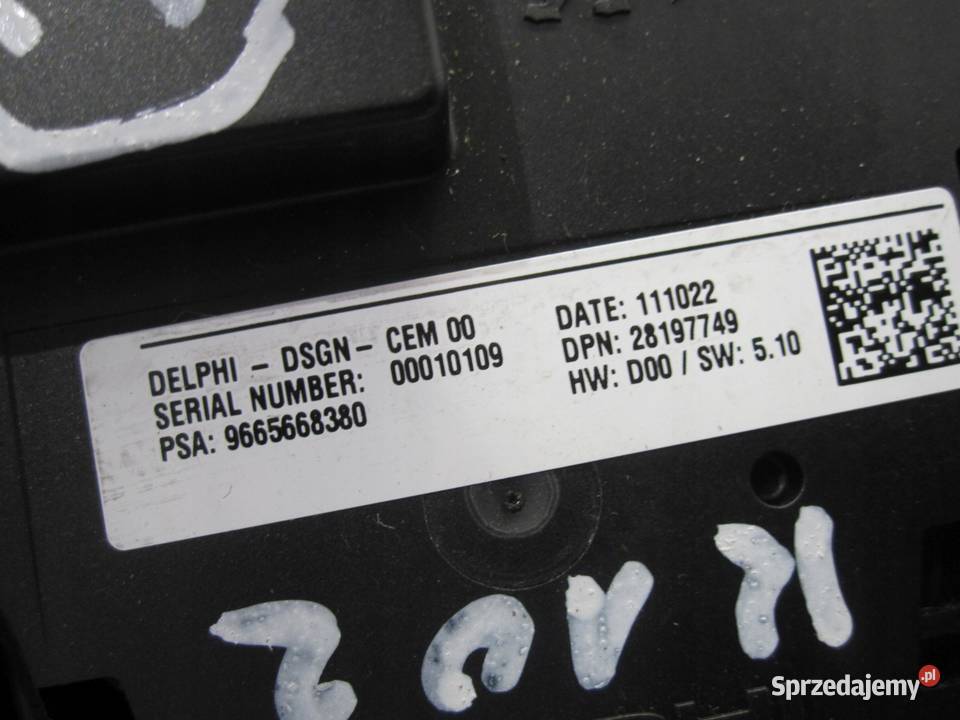 DELPHI - DSGN - CEM 00
SERIAL NUMBER: 00010109
PSA: 9665668380
DATE: 111022
DPN: 28197749
HW: D00 / SW: 5.10
Sprzedajemy.pl